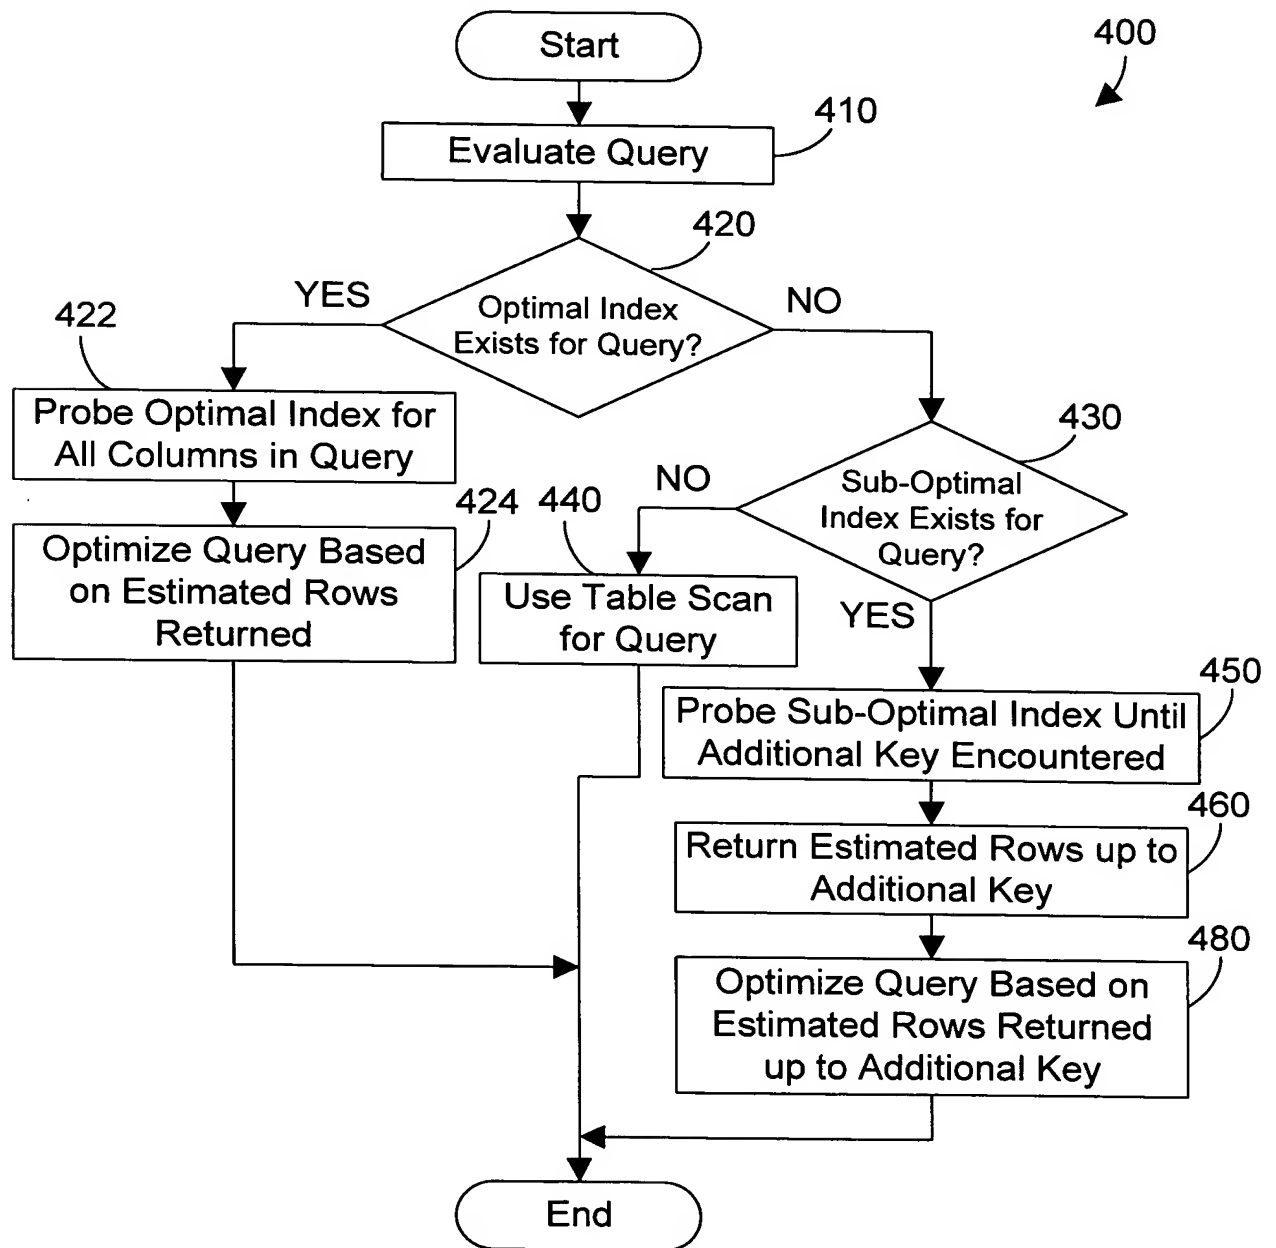 Start
400
410
Evaluate Query
420
YES
Optimal Index
Exists for Query?
NO
422
Probe Optimal Index for
All Columns in Query
430
Sub-Optimal
Index Exists for
Query?
NO
YES
424
Optimize Query Based
on Estimated Rows
Returned
440
Use Table Scan
for Query
450
Probe Sub-Optimal Index Until
Additional Key Encountered
460
Return Estimated Rows up to
Additional Key
480
Optimize Query Based on
Estimated Rows Returned
up to Additional Key
End